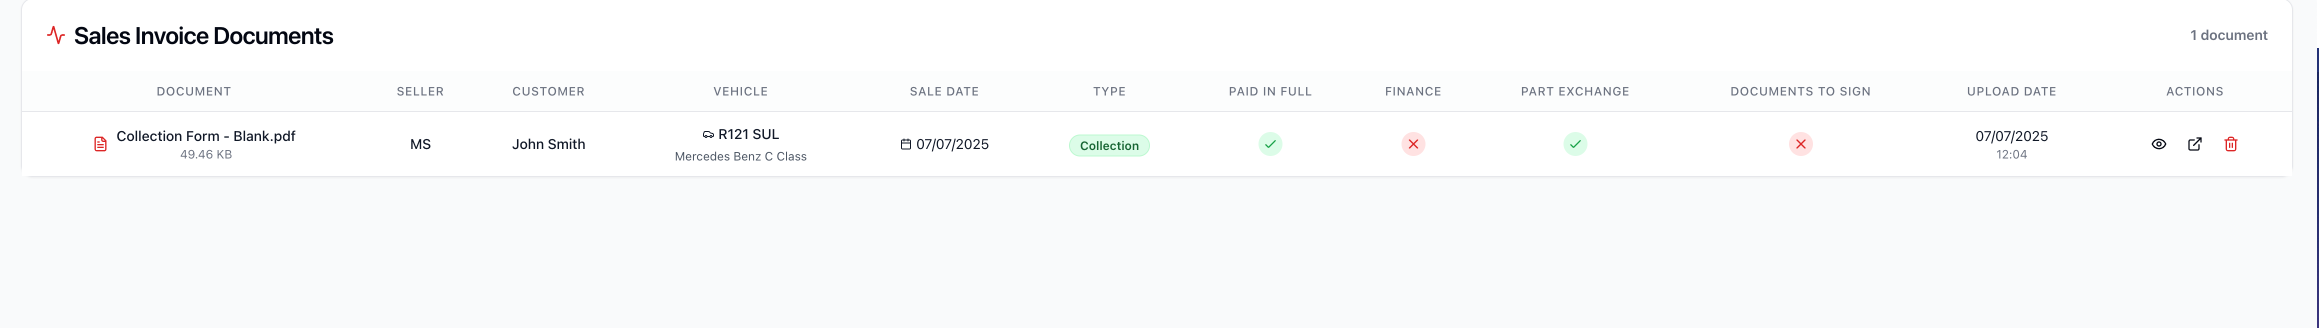 Sales Invoice Documents
1 document
DOCUMENT SELLER CUSTOMER VEHICLE SALE DATE TYPE PAID IN FULL FINANCE PART EXCHANGE DOCUMENTS TO SIGN UPLOAD DATE ACTIONS
Collection Form - Blank.pdf
49.46 KB
MS
John Smith
R121 SUL
Mercedes Benz C Class
07/07/2025
Collection
07/07/2025
12:04